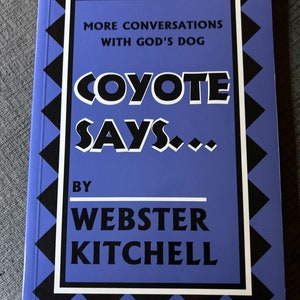 MORE CONVERSATIONS
WITH GOD'S DOG
COYOTE
SAYS...
BY
WEBSTER
KITCHELL